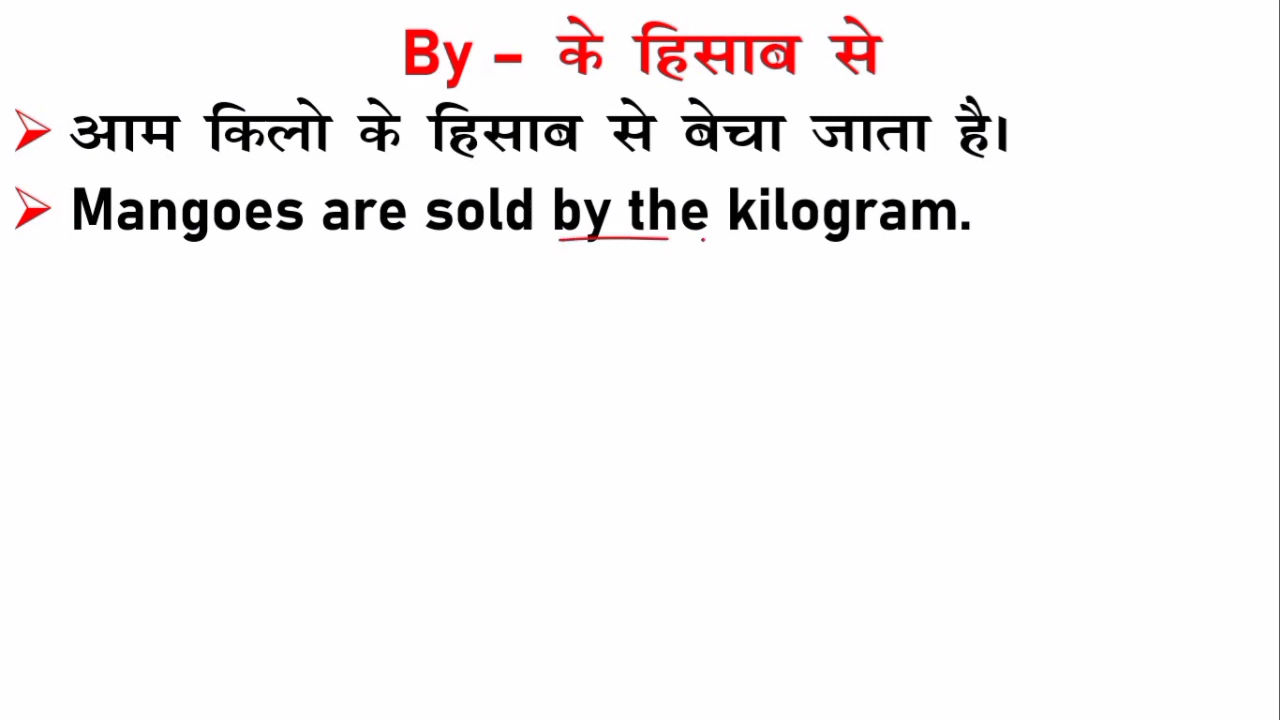 By – के हिसाब से
आम किलो के हिसाब से बेचा जाता है।
Mangoes are sold by the kilogram.